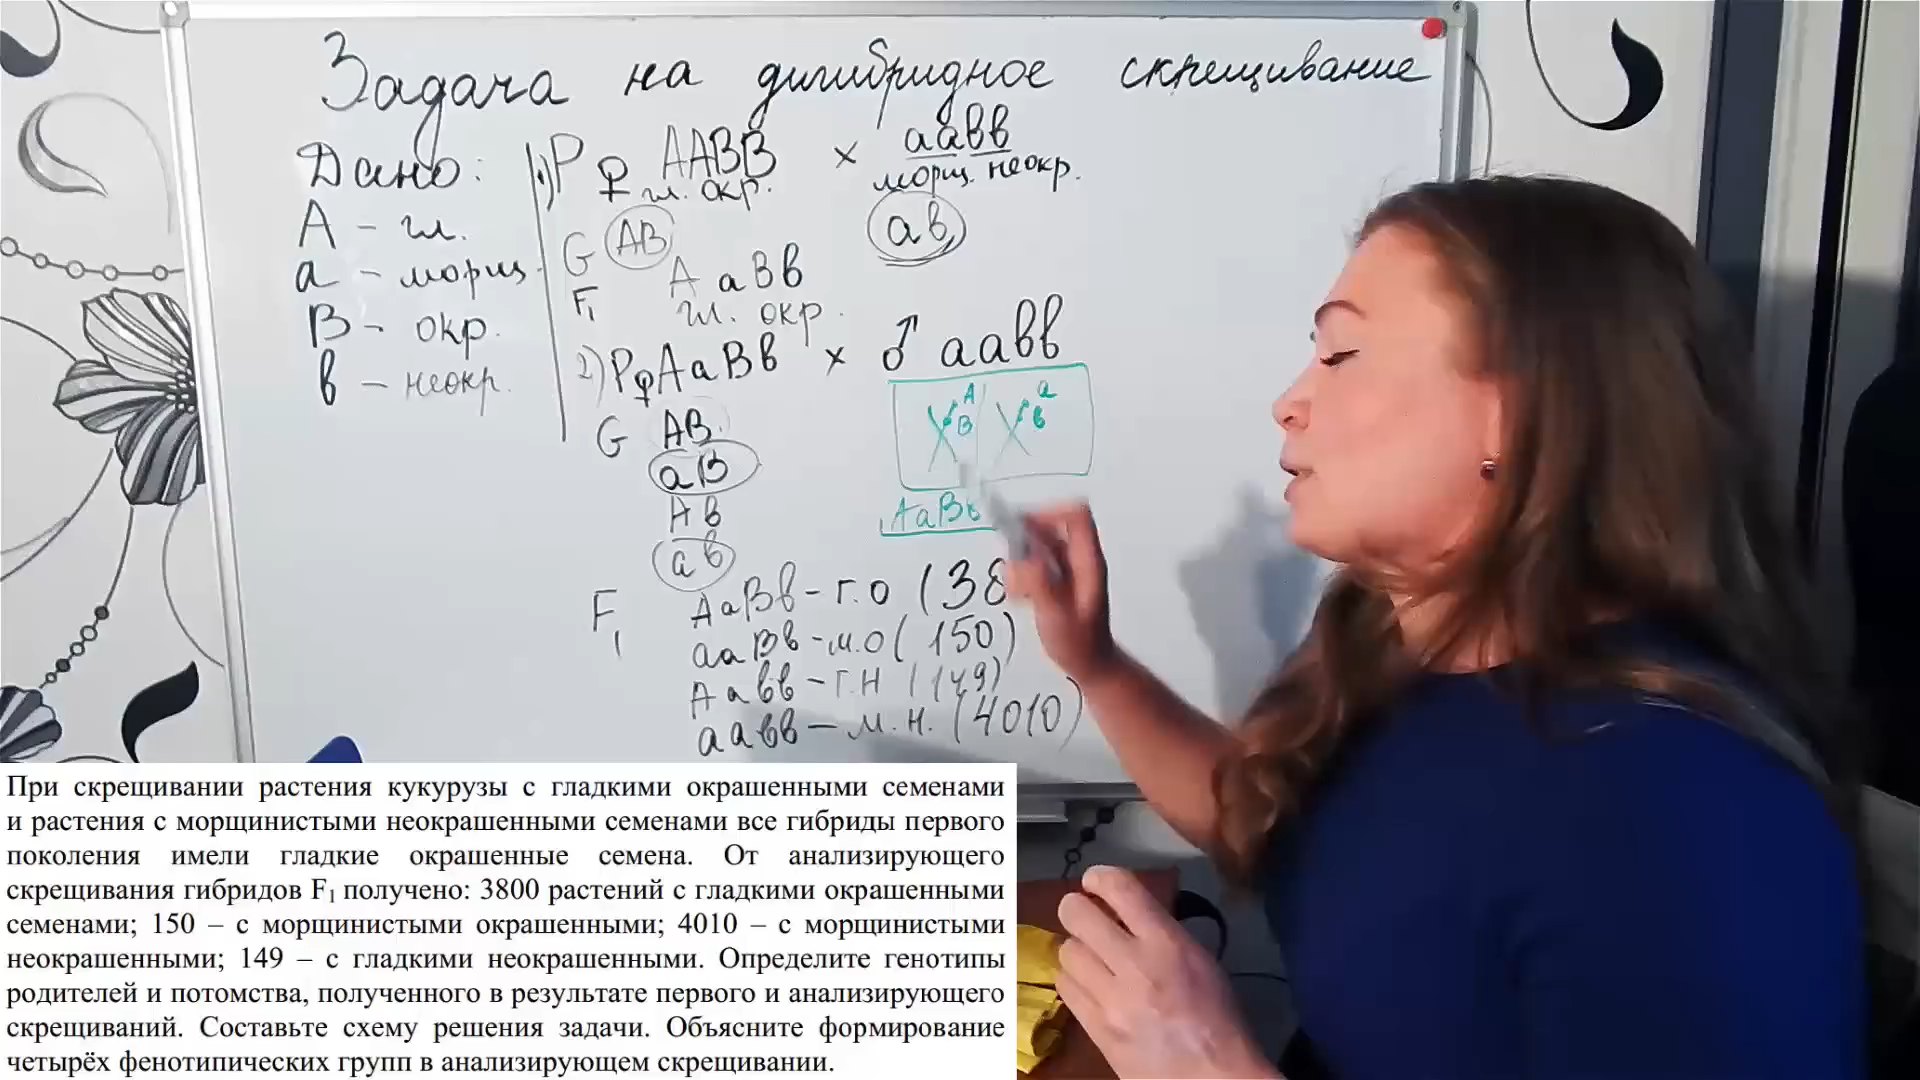 Задача на дигибридное скрещивание
Дано:
А - гл.
а - морщ.
В - окр.
в - неокр.
1) Р ♀ ААВВ × аавв
гл. окр. морщ. неокр.
G АВ ав
F₁ АаВв
гл. окр.
2) Р ♀ АаВв × ♂ аавв
А а
В в
G АВ
аВ
Ав
ав
АаВв
F₁ АаВв - г.о (38
ааВв - м.о (150)
Аавв - г.н (149)
аавв - м.н. (4010)
При скрещивании растения кукурузы с гладкими окрашенными семенами
и растения с морщинистыми неокрашенными семенами все гибриды первого
поколения имели гладкие окрашенные семена. От анализирующего
скрещивания гибридов F₁ получено: 3800 растений с гладкими окрашенными
семенами; 150 – с морщинистыми окрашенными; 4010 – с морщинистыми
неокрашенными; 149 – с гладкими неокрашенными. Определите генотипы
родителей и потомства, полученного в результате первого и анализирующего
скрещиваний. Составьте схему решения задачи. Объясните формирование
четырёх фенотипических групп в анализирующем скрещивании.